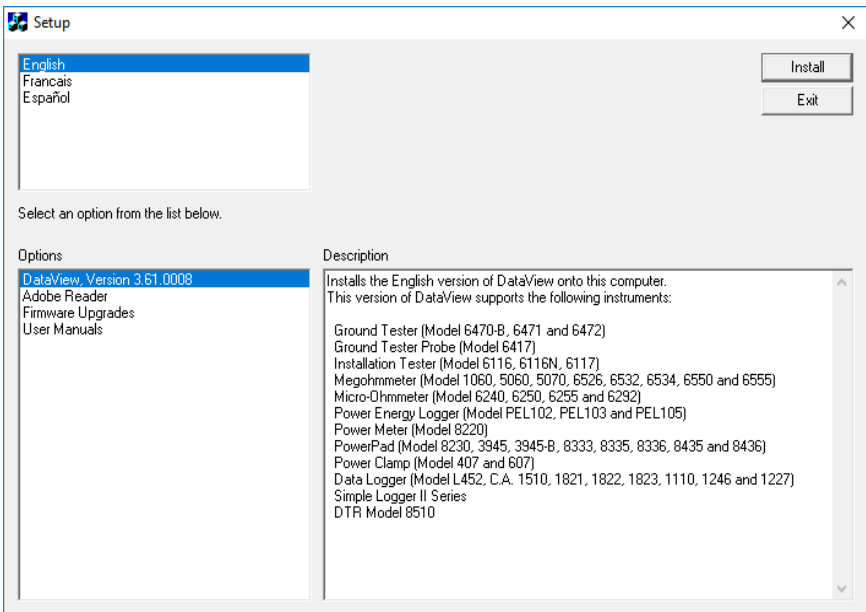 Setup
English
Francais
Español
Install
Exit
Select an option from the list below.
Options
DataView, Version 3.61.0008
Adobe Reader
Firmware Upgrades
User Manuals
Description
Installs the English version of DataView onto this computer.
This version of DataView supports the following instruments:
Ground Tester (Model 6470-B, 6471 and 6472)
Ground Tester Probe (Model 6417)
Installation Tester (Model 6116, 6116N, 6117)
Megohmmeter (Model 1060, 5060, 5070, 6526, 6532, 6534, 6550 and 6555)
Micro-Ohmmeter (Model 6240, 6250, 6255 and 6292)
Power Energy Logger (Model PEL102, PEL103 and PEL105)
Power Meter (Model 8220)
PowerPad (Model 8230, 3945, 3945-B, 8333, 8335, 8336, 8435 and 8436)
Power Clamp (Model 407 and 607)
Data Logger (Model L452, C.A. 1510, 1821, 1822, 1823, 1110, 1246 and 1227)
Simple Logger II Series
DTR Model 8510